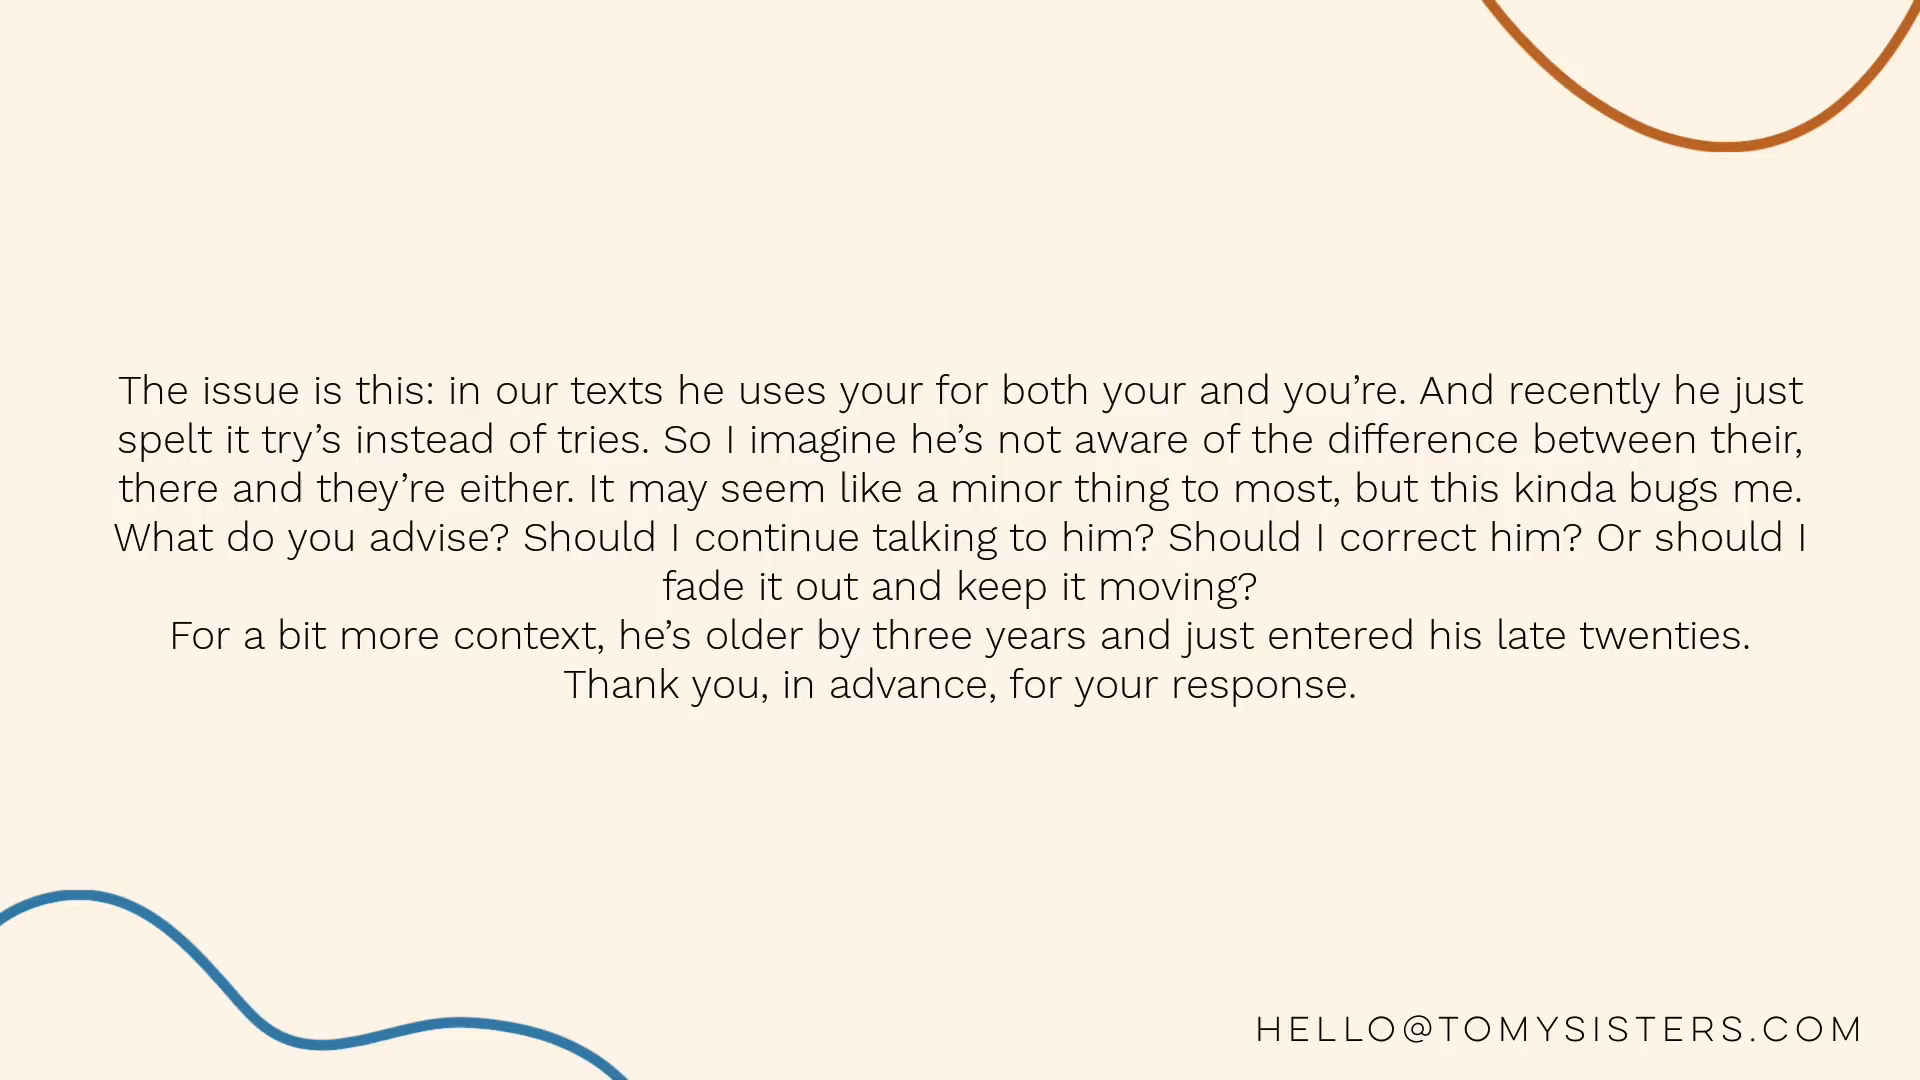 The issue is this: in our texts he uses your for both your and you’re. And recently he just
spelt it try’s instead of tries. So I imagine he’s not aware of the difference between their,
there and they’re either. It may seem like a minor thing to most, but this kinda bugs me.
What do you advise? Should I continue talking to him? Should I correct him? Or should I
fade it out and keep it moving?
For a bit more context, he’s older by three years and just entered his late twenties.
Thank you, in advance, for your response.
HELLO@TOMYSISTERS.COM